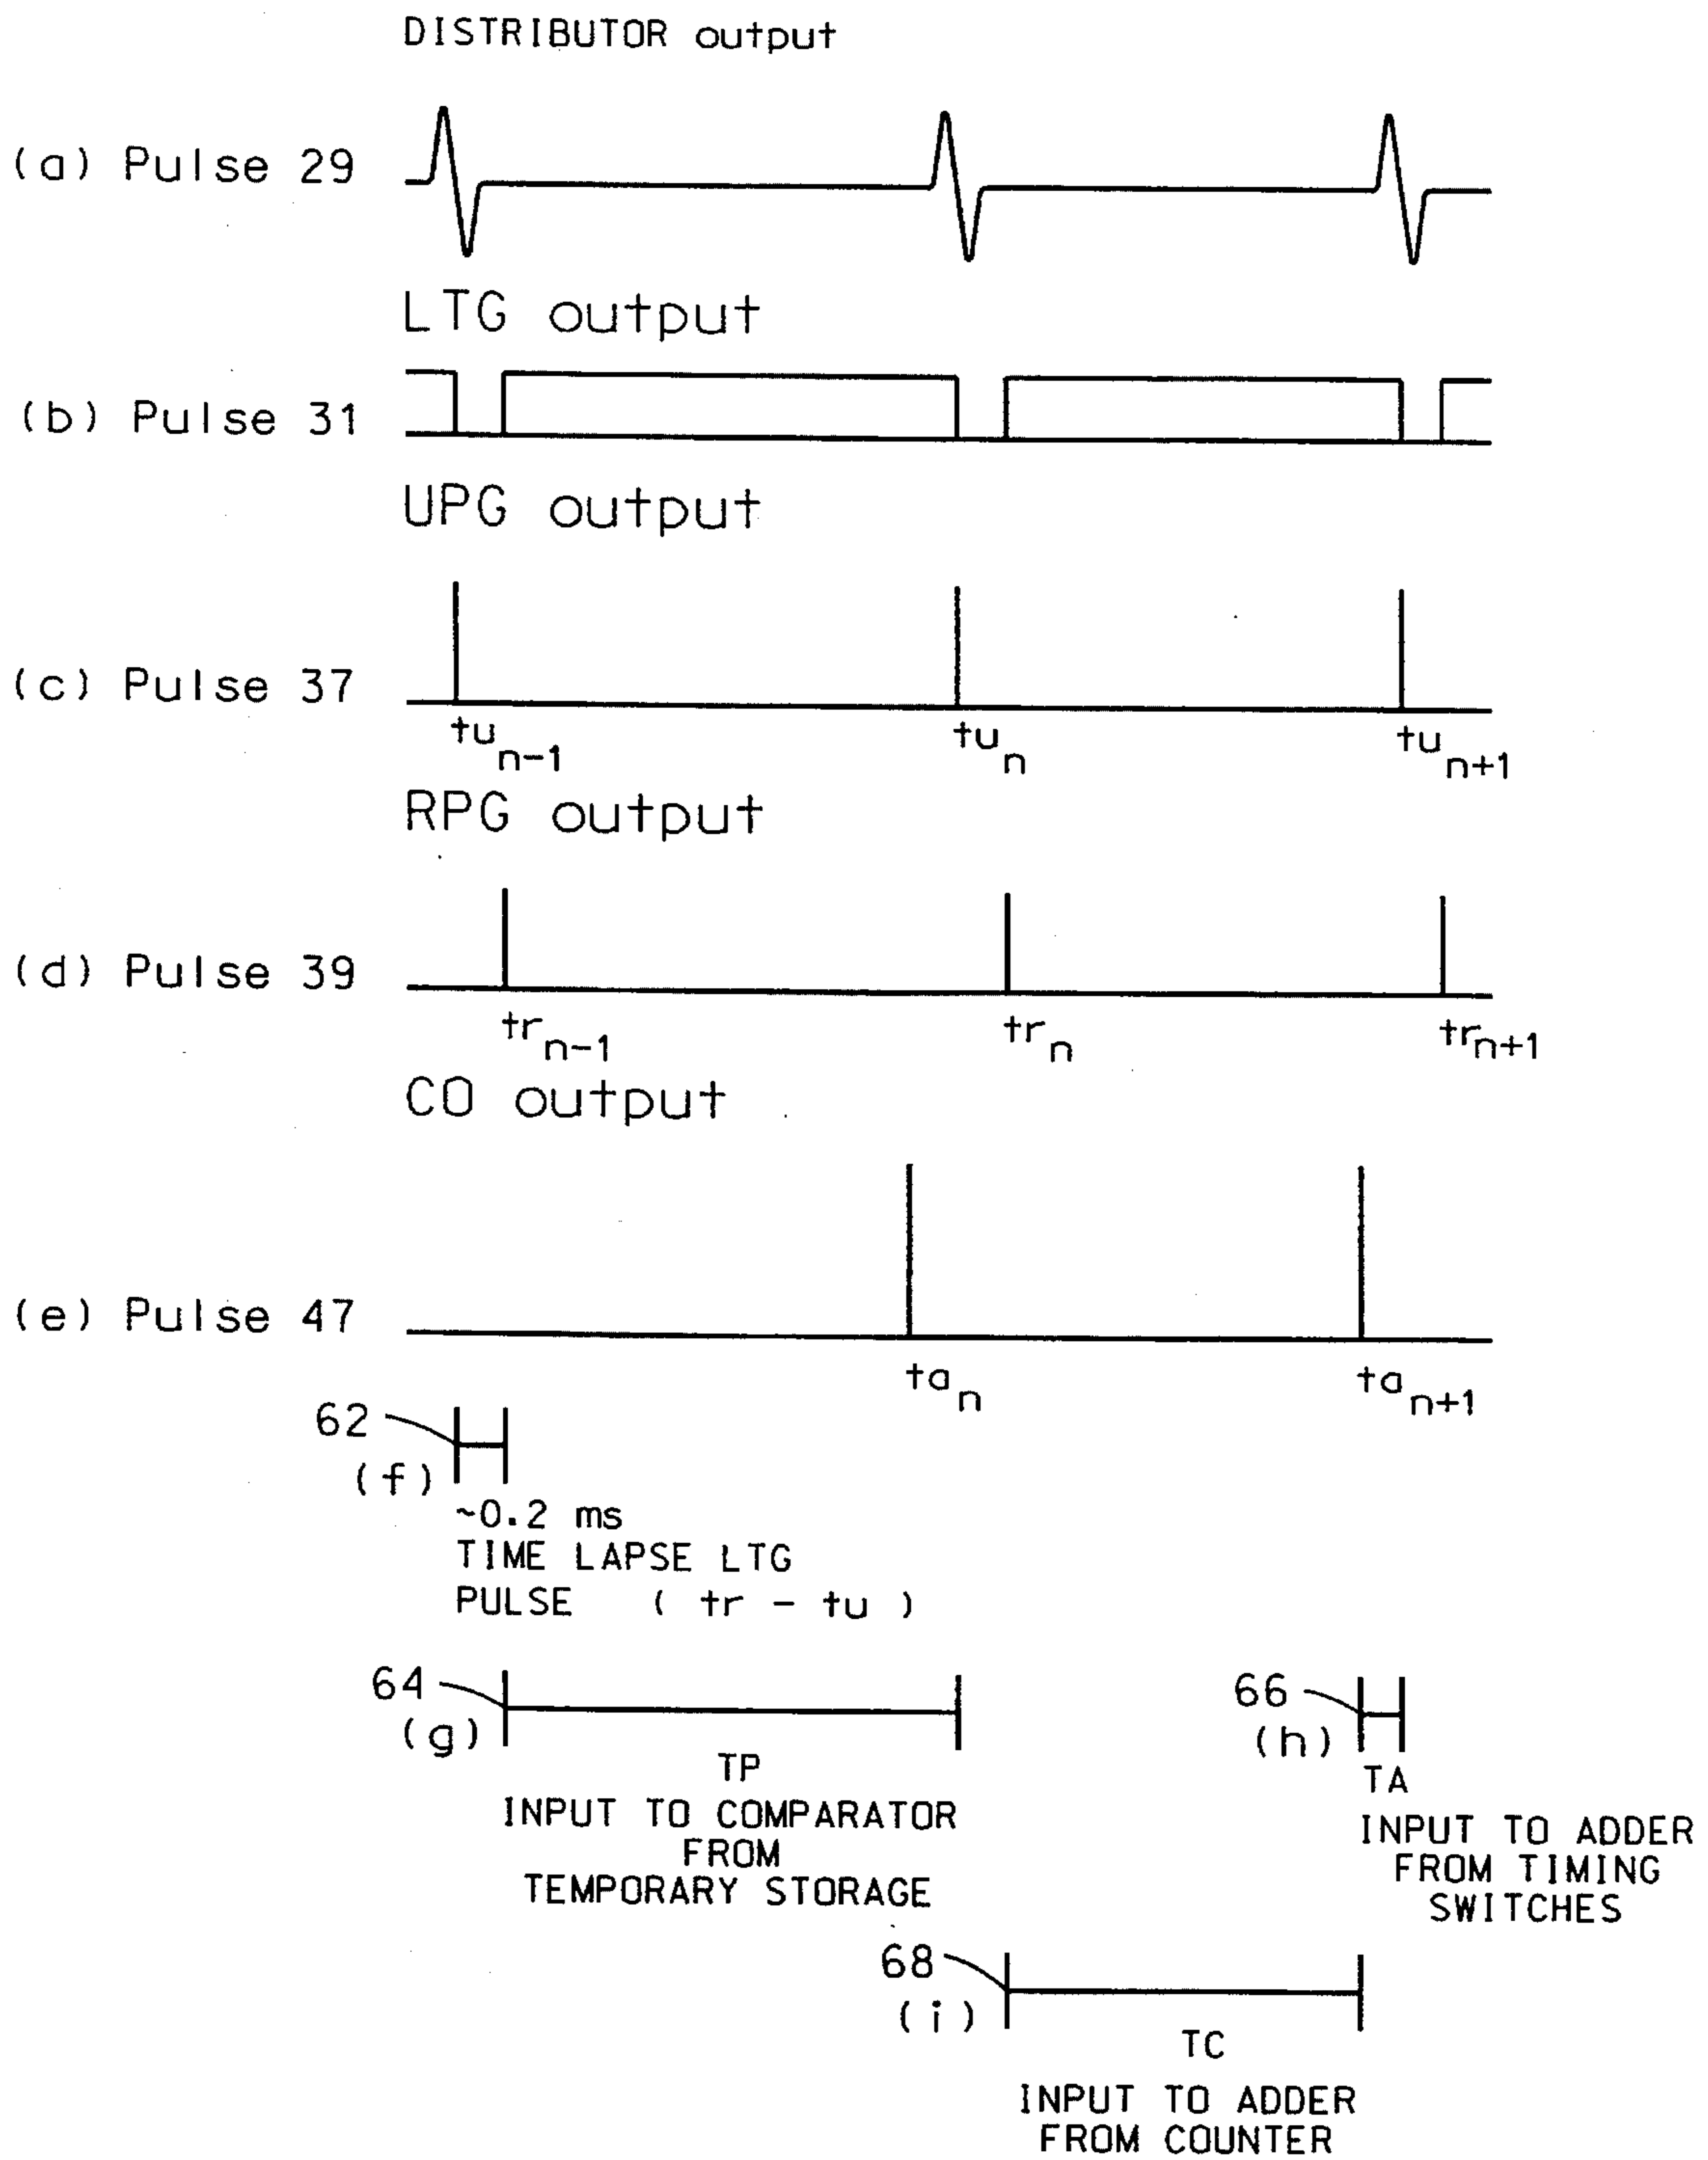 DISTRIBUTOR output
(a) Pulse 29
LTG output
(b) Pulse 31
UPG output
(c) Pulse 37
tu n-1
tu n
tu n+1
RPG output
(d) Pulse 39
tr n-1
tr n
tr n+1
CO output
(e) Pulse 47
ta n
ta n+1
62
(f)
~0.2 ms
TIME LAPSE LTG
PULSE ( tr - tu )
64
(g)
TP
INPUT TO COMPARATOR
FROM
TEMPORARY STORAGE
66
(h)
TA
INPUT TO ADDER
FROM TIMING
SWITCHES
68
(i)
TC
INPUT TO ADDER
FROM COUNTER